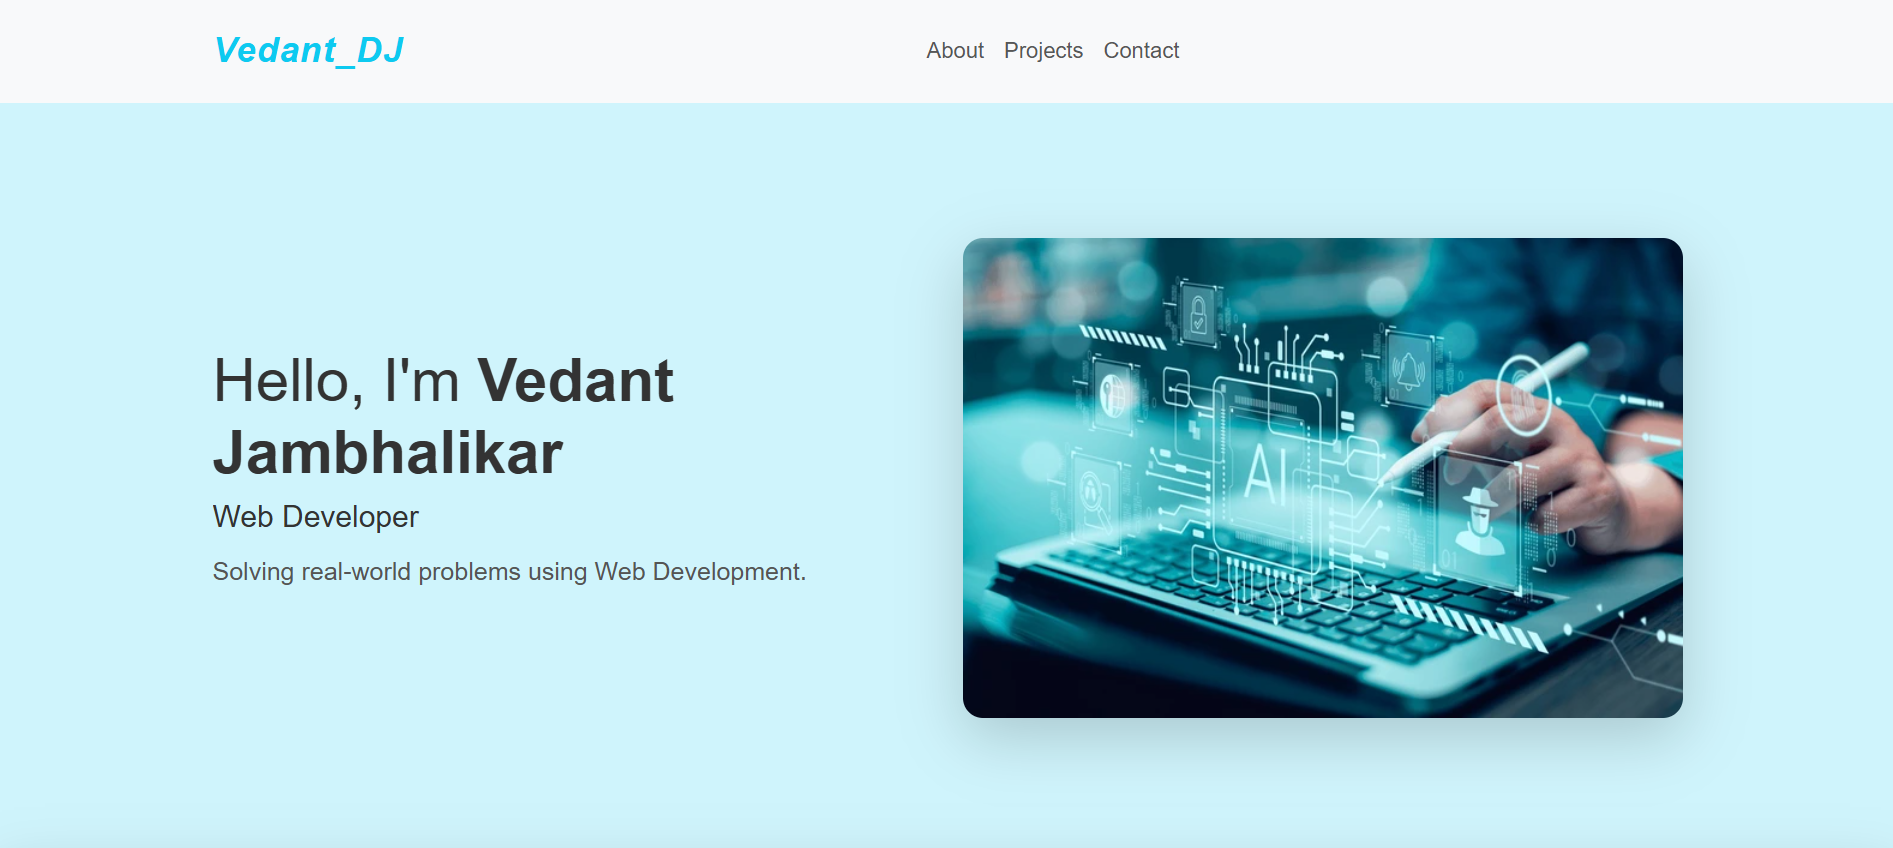 Vedant_DJ
About Projects Contact
Hello, I'm Vedant
Jambhalikar
Web Developer
Solving real-world problems using Web Development.
AI